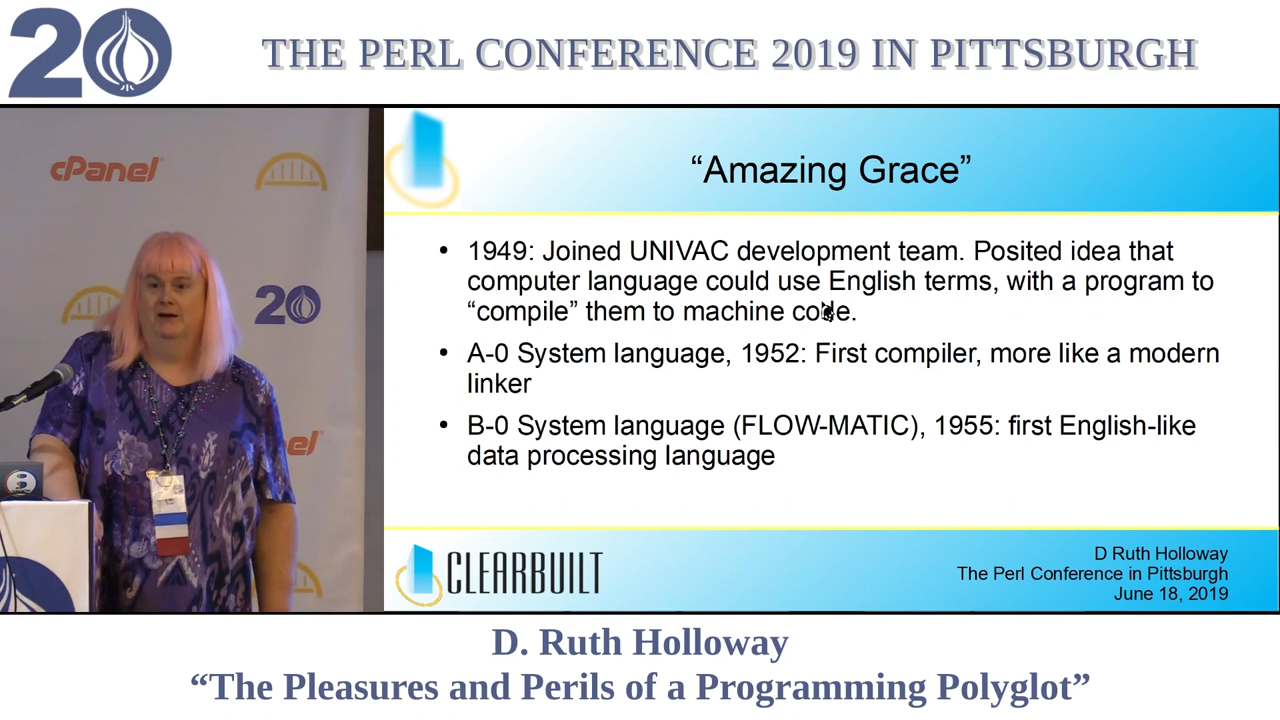 20
THE PERL CONFERENCE 2019 IN PITTSBURGH
cPanel
20
el
“Amazing Grace”
• 1949: Joined UNIVAC development team. Posited idea that
computer language could use English terms, with a program to
“compile” them to machine code.
• A-0 System language, 1952: First compiler, more like a modern
linker
• B-0 System language (FLOW-MATIC), 1955: first English-like
data processing language
CLEARBUILT
D Ruth Holloway
The Perl Conference in Pittsburgh
June 18, 2019
D. Ruth Holloway
“The Pleasures and Perils of a Programming Polyglot”